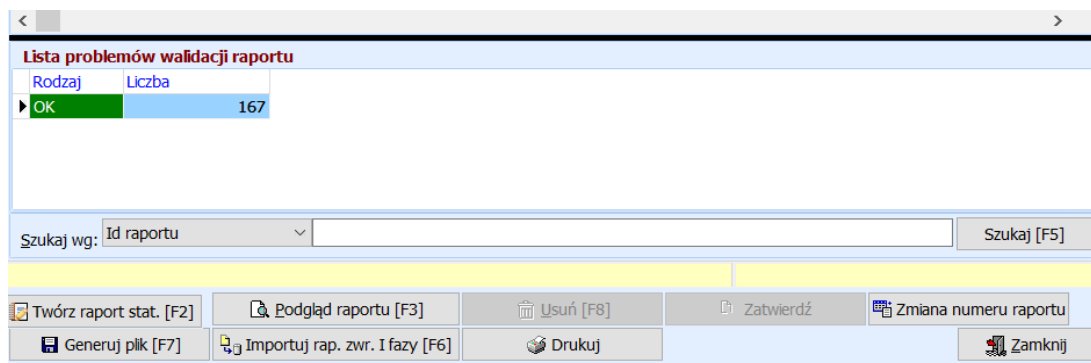 Lista problemów walidacji raportu
Rodzaj Liczba
OK 167
Szukaj wg: Id raportu Szukaj [F5]
Twórz raport stat. [F2] Podgląd raportu [F3] Usuń [F8] Zatwierdź Zmiana numeru raportu
Generuj plik [F7] Importuj rap. zwr. I fazy [F6] Drukuj Zamknij